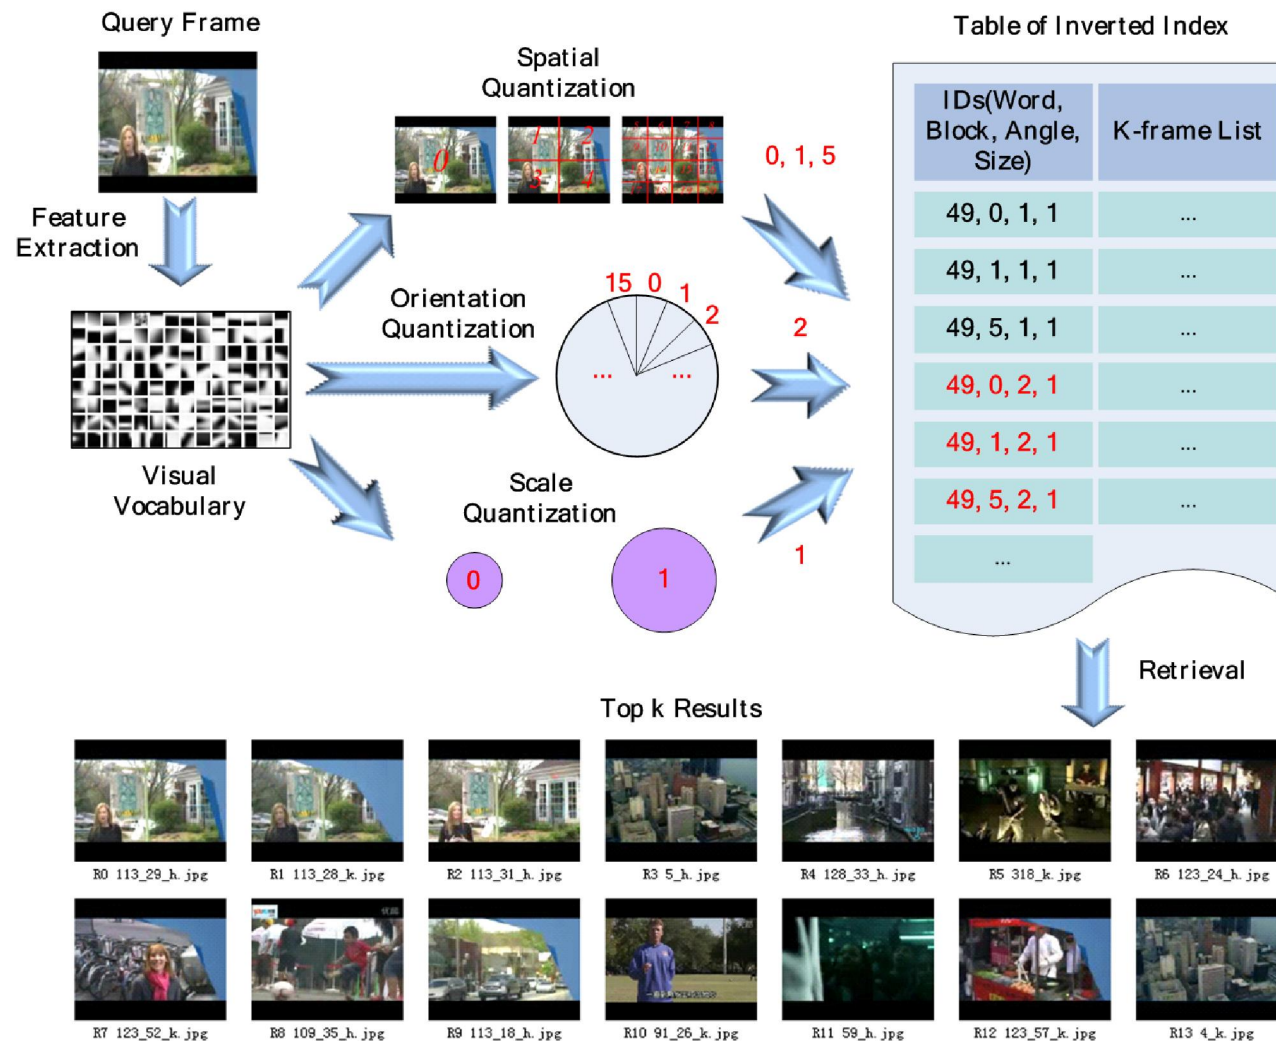 Query Frame
Table of Inverted Index
Spatial
Quantization
IDs(Word,
Block, Angle,
Size)
K-frame List
0
1 2
3 4
0, 1, 5
Feature
Extraction
49, 0, 1, 1
...
49, 1, 1, 1
...
Orientation
Quantization
15 0 1 2
... ...
2
49, 5, 1, 1
...
49, 0, 2, 1
...
49, 1, 2, 1
...
Visual
Vocabulary
Scale
Quantization
49, 5, 2, 1
...
0
1
1
...
Retrieval
Top k Results
R0 113_29_h.jpg
R1 113_28_k.jpg
R2 113_31_h.jpg
R3 5_h.jpg
R4 128_33_h.jpg
R5 318_k.jpg
R6 123_24_h.jpg
R7 123_52_k.jpg
R8 109_35_h.jpg
R9 113_18_h.jpg
R10 91_26_k.jpg
R11 59_h.jpg
R12 123_57_k.jpg
R13 4_k.jpg